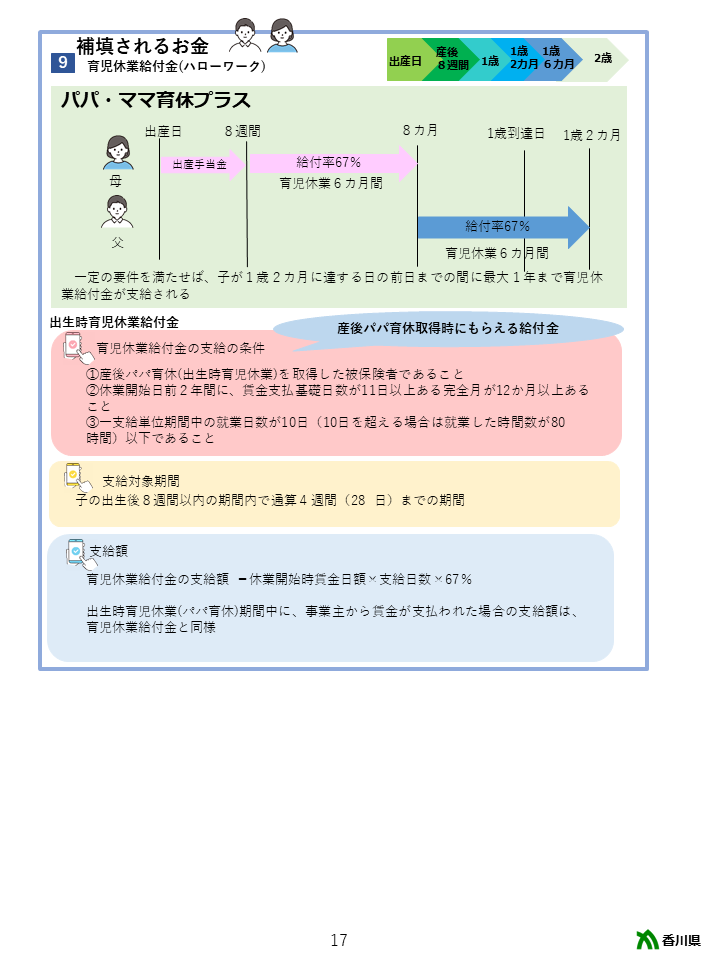 補填されるお金
9
育児休業給付金(ハローワーク)
出産日
産後
８週間
1歳
1歳
2カ月
1歳
６カ月
2歳
パパ・ママ育休プラス
出産日
８週間
８カ月
1歳到達日
1歳２カ月
母
出産手当金
給付率67%
育児休業６カ月間
父
給付率67%
育児休業６カ月間
一定の要件を満たせば、子が１歳２カ月に達する日の前日までの間に最大１年まで育児休
業給付金が支給される
出生時育児休業給付金
産後パパ育休取得時にもらえる給付金
育児休業給付金の支給の条件
①産後パパ育休(出生時育児休業)を取得した被保険者であること
②休業開始日前２年間に、賃金支払基礎日数が11日以上ある完全月が12か月以上ある
こと
③一支給単位期間中の就業日数が10日（10日を超える場合は就業した時間数が80
時間）以下であること
支給対象期間
子の出生後８週間以内の期間内で通算４週間（28 日）までの期間
支給額
育児休業給付金の支給額 ＝休業開始時賃金日額×支給日数×67%
出生時育児休業(パパ育休)期間中に、事業主から賃金が支払われた場合の支給額は、
育児休業給付金と同様
17
香川県